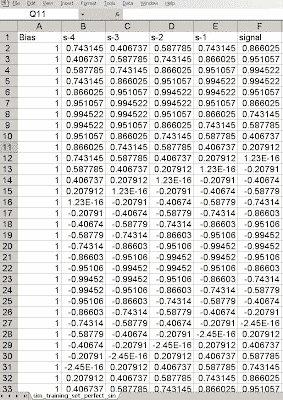 File Edit View Insert Format Tools Data Window Help
Q11
A B C D E F
1 Bias s-4 s-3 s-2 s-1 signal
2 1 0.743145 0.406737 0.587785 0.743145 0.866025
3 1 0.406737 0.587785 0.743145 0.866025 0.951057
4 1 0.587785 0.743145 0.866025 0.951057 0.994522
5 1 0.743145 0.866025 0.951057 0.994522 0.994522
6 1 0.866025 0.951057 0.994522 0.994522 0.951057
7 1 0.951057 0.994522 0.994522 0.951057 0.866025
8 1 0.994522 0.994522 0.951057 0.866025 0.743145
9 1 0.994522 0.951057 0.866025 0.743145 0.587785
10 1 0.951057 0.866025 0.743145 0.587785 0.406737
11 1 0.866025 0.743145 0.587785 0.406737 0.207912
12 1 0.743145 0.587785 0.406737 0.207912 1.23E-16
13 1 0.587785 0.406737 0.207912 1.23E-16 -0.20791
14 1 0.406737 0.207912 1.23E-16 -0.20791 -0.40674
15 1 0.207912 1.23E-16 -0.20791 -0.40674 -0.58779
16 1 1.23E-16 -0.20791 -0.40674 -0.58779 -0.74314
17 1 -0.20791 -0.40674 -0.58779 -0.74314 -0.86603
18 1 -0.40674 -0.58779 -0.74314 -0.86603 -0.95106
19 1 -0.58779 -0.74314 -0.86603 -0.95106 -0.99452
20 1 -0.74314 -0.86603 -0.95106 -0.99452 -0.99452
21 1 -0.86603 -0.95106 -0.99452 -0.99452 -0.95106
22 1 -0.95106 -0.99452 -0.99452 -0.95106 -0.86603
23 1 -0.99452 -0.99452 -0.95106 -0.86603 -0.74314
24 1 -0.99452 -0.95106 -0.86603 -0.74314 -0.58779
25 1 -0.95106 -0.86603 -0.74314 -0.58779 -0.40674
26 1 -0.86603 -0.74314 -0.58779 -0.40674 -0.20791
27 1 -0.74314 -0.58779 -0.40674 -0.20791 -2.45E-16
28 1 -0.58779 -0.40674 -0.20791 -2.45E-16 0.207912
29 1 -0.40674 -0.20791 -2.45E-16 0.207912 0.406737
30 1 -0.20791 -2.45E-16 0.207912 0.406737 0.587785
31 1 -2.45E-16 0.207912 0.406737 0.587785 0.743145
32 1 0.207912 0.406737 0.587785 0.743145 0.866025
33 1 0.406737 0.587785 0.743145 0.866025 0.951057
sim_training_set_perfect_sin